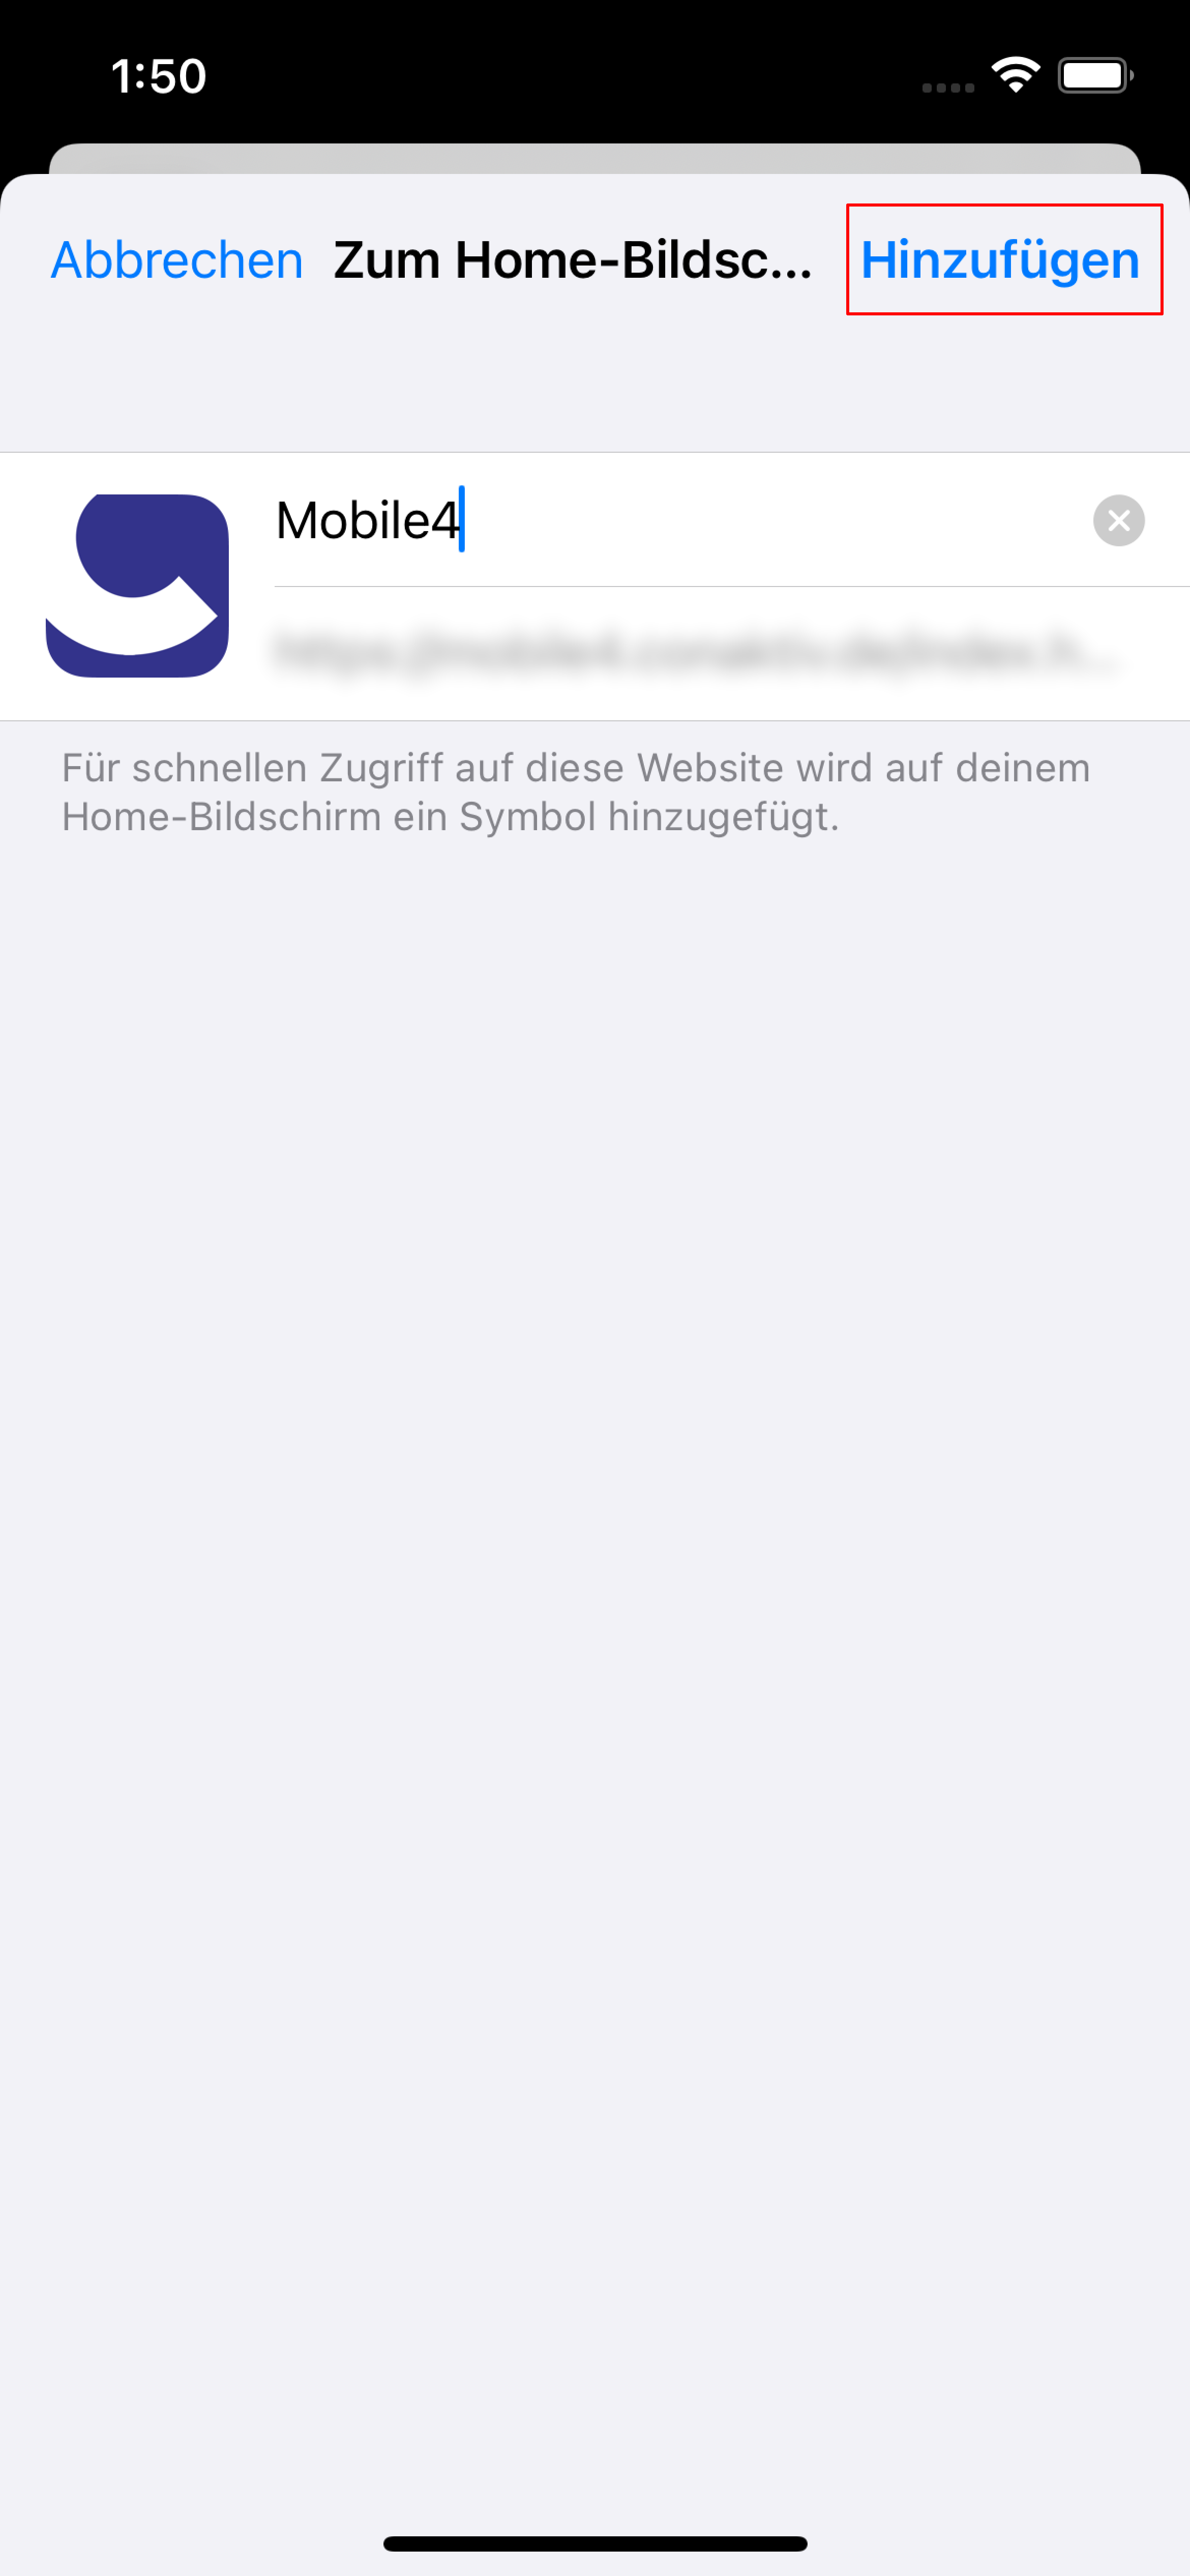 1:50
Abbrechen Zum Home-Bildsc... Hinzufügen
Mobile4
Für schnellen Zugriff auf diese Website wird auf deinem
Home-Bildschirm ein Symbol hinzugefügt.